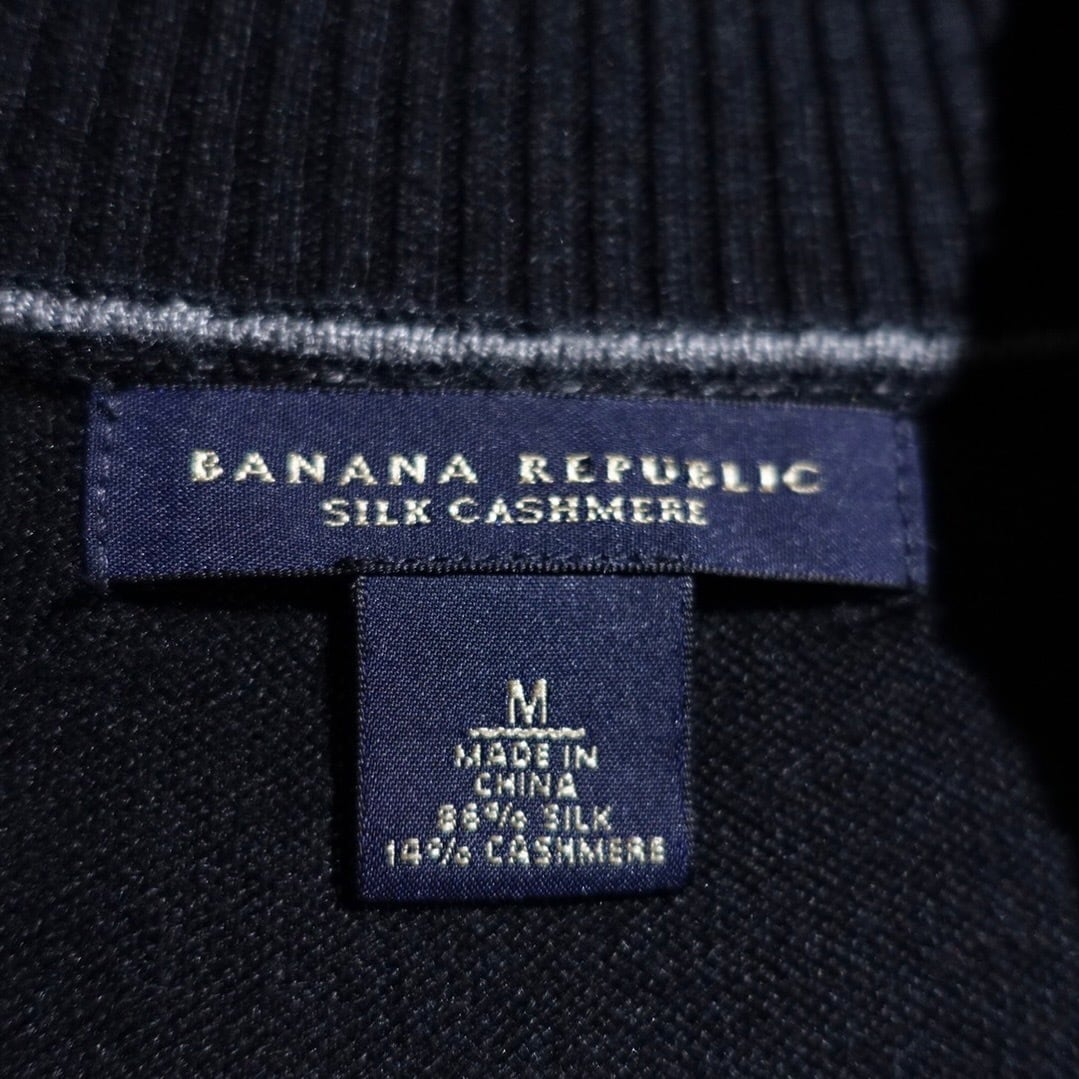 BANANA REPUBLIC
SILK CASHMERE
M
MADE IN
CHINA
86% SILK
14% CASHMERE